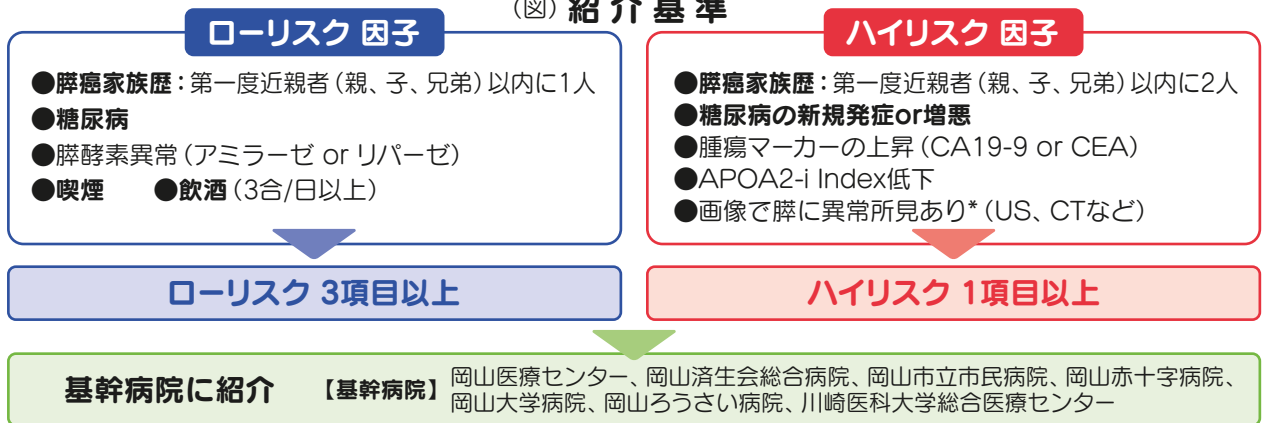 (図) 紹介基準
ローリスク 因子
●膵癌家族歴：第一度近親者（親、子、兄弟）以内に1人
●糖尿病
●膵酵素異常（アミラーゼ or リパーゼ）
●喫煙 ●飲酒（3合/日以上）
ローリスク 3項目以上
ハイリスク 因子
●膵癌家族歴：第一度近親者（親、子、兄弟）以内に2人
●糖尿病の新規発症or増悪
●腫瘍マーカーの上昇（CA19-9 or CEA）
●APOA2-i Index低下
●画像で膵に異常所見あり*（US、CTなど）
ハイリスク 1項目以上
基幹病院に紹介 【基幹病院】
岡山医療センター、岡山済生会総合病院、岡山市立市民病院、岡山赤十字病院、
岡山大学病院、岡山ろうさい病院、川崎医科大学総合医療センター